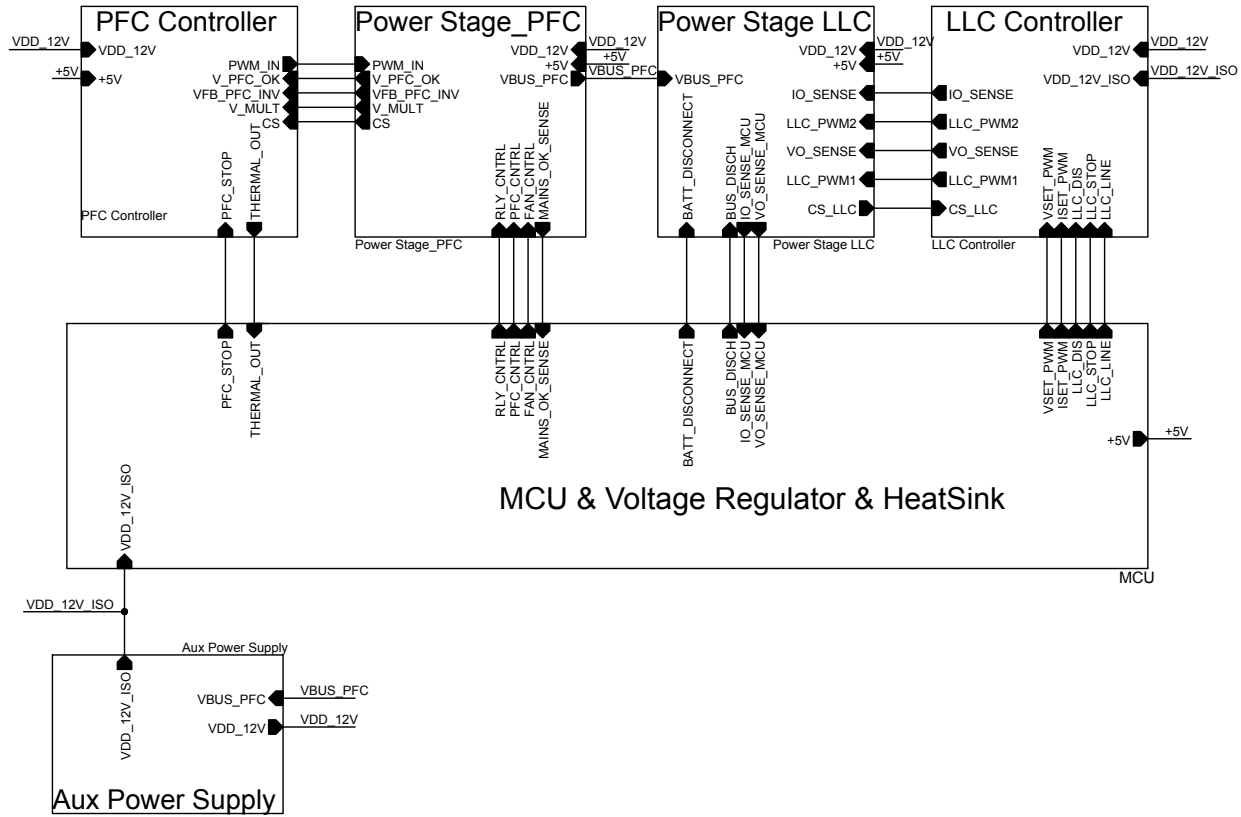 PFC Controller
VDD_12V
VDD_12V
+5V
+5V
PWM_IN
V_PFC_OK
VFB_PFC_INV
V_MULT
CS
PFC_STOP
THERMAL_OUT
PFC Controller
Power Stage_PFC
PWM_IN
V_PFC_OK
VFB_PFC_INV
V_MULT
CS
VDD_12V
VDD_12V
+5V
+5V
VBUS_PFC
VBUS_PFC
RLY_CNTRL
PFC_CNTRL
FAN_CNTRL
MAINS_OK_SENSE
Power Stage_PFC
Power Stage LLC
VBUS_PFC
VDD_12V
VDD_12V
+5V
+5V
IO_SENSE
LLC_PWM2
VO_SENSE
LLC_PWM1
CS_LLC
BATT_DISCONNECT
BUS_DISCH
IO_SENSE_MCU
VO_SENSE_MCU
Power Stage LLC
LLC Controller
VDD_12V
VDD_12V
VDD_12V_ISO
VDD_12V_ISO
IO_SENSE
LLC_PWM2
VO_SENSE
LLC_PWM1
CS_LLC
VSET_PWM
ISET_PWM
LLC_DIS
LLC_STOP
LLC_LINE
LLC Controller
PFC_STOP
THERMAL_OUT
RLY_CNTRL
PFC_CNTRL
FAN_CNTRL
MAINS_OK_SENSE
BATT_DISCONNECT
BUS_DISCH
IO_SENSE_MCU
VO_SENSE_MCU
VSET_PWM
ISET_PWM
LLC_DIS
LLC_STOP
LLC_LINE
+5V
+5V
MCU & Voltage Regulator & HeatSink
VDD_12V_ISO
MCU
VDD_12V_ISO
Aux Power Supply
VDD_12V_ISO
VBUS_PFC
VBUS_PFC
VDD_12V
VDD_12V
Aux Power Supply